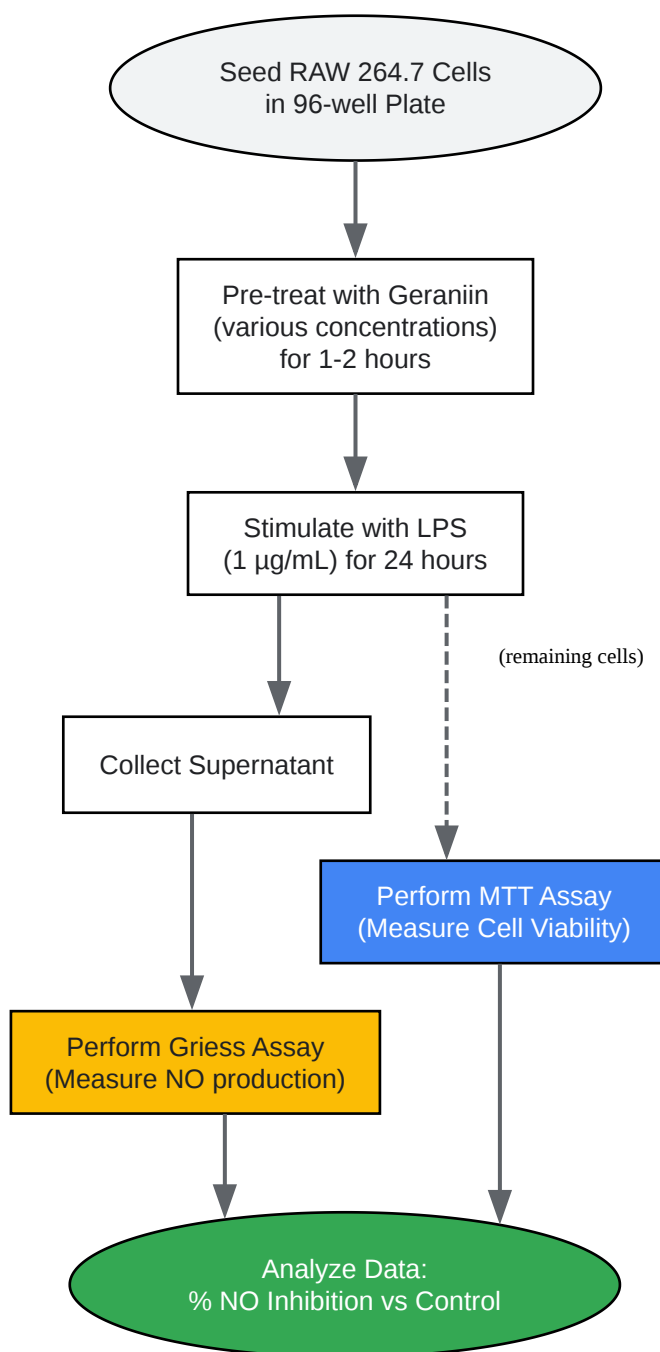 Seed RAW 264.7 Cells
in 96-well Plate
Pre-treat with Geraniin
(various concentrations)
for 1-2 hours
Stimulate with LPS
(1 µg/mL) for 24 hours
(remaining cells)
Collect Supernatant
Perform MTT Assay
(Measure Cell Viability)
Perform Griess Assay
(Measure NO production)
Analyze Data:
% NO Inhibition vs Control